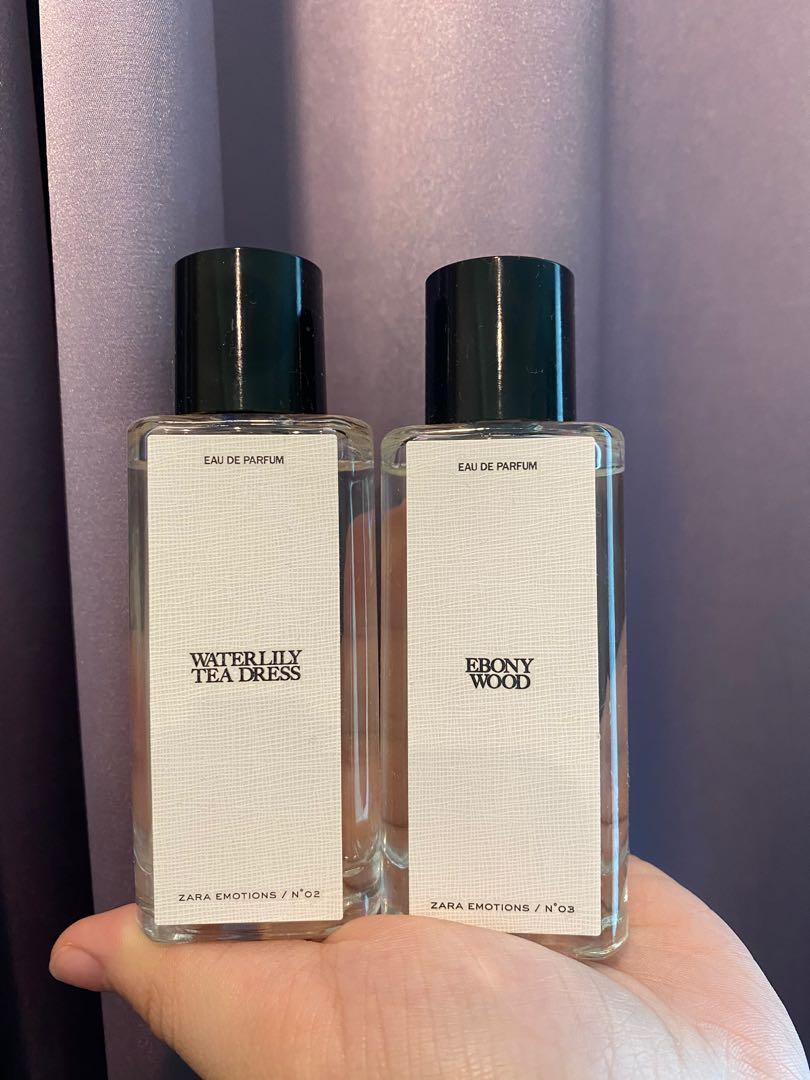 EAU DE PARFUM
WATERLILY
TEA DRESS
ZARA EMOTIONS / N°02
EAU DE PARFUM
EBONY
WOOD
ZARA EMOTIONS / N°03